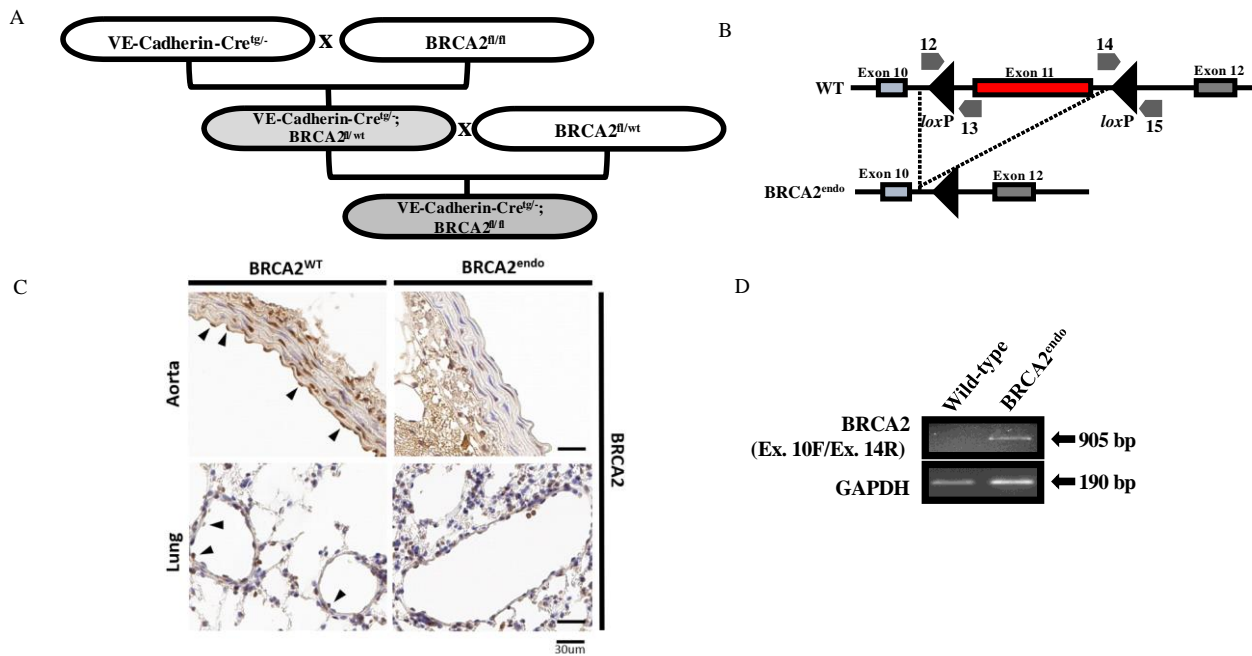 A
VE-Cadherin-Cre^tg/-
x
BRCA2^fl/fl
VE-Cadherin-Cre^tg/-;
BRCA2^fl/wt
x
BRCA2^fl/wt
VE-Cadherin-Cre^tg/-;
BRCA2^fl/fl
B
12
14
Exon 10
Exon 11
Exon 12
WT
loxP
13
loxP
15
Exon 10
Exon 12
BRCA2^endo
C
BRCA2^WT
BRCA2^endo
Aorta
Lung
BRCA2
30um
D
Wild-type
BRCA2^endo
BRCA2
(Ex. 10F/Ex. 14R)
905 bp
GAPDH
190 bp